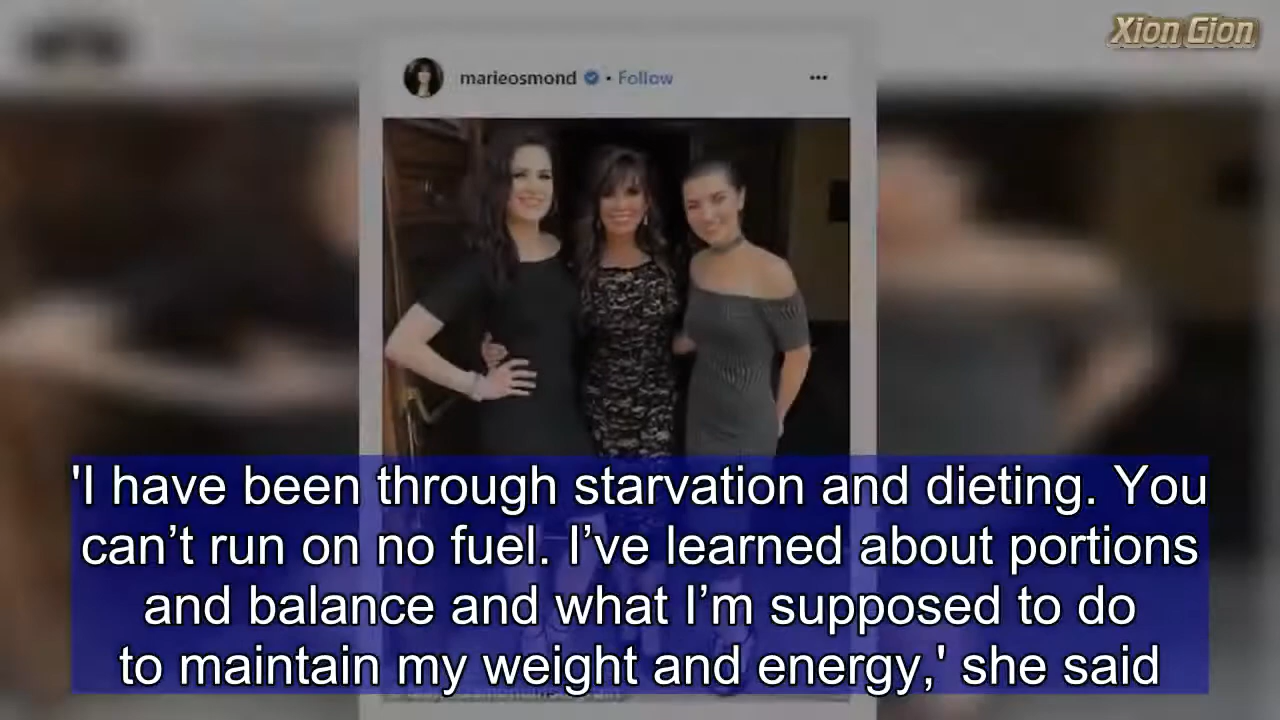 Xion Gion
marieosmond • Follow
'I have been through starvation and dieting. You
can’t run on no fuel. I’ve learned about portions
and balance and what I’m supposed to do
to maintain my weight and energy,' she said